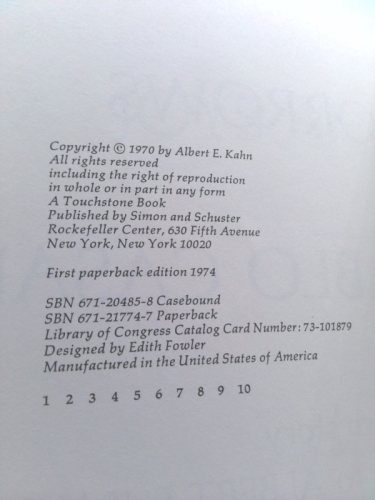 Copyright © 1970 by Albert E. Kahn
All rights reserved
including the right of reproduction
in whole or in part in any form
A Touchstone Book
Published by Simon and Schuster
Rockefeller Center, 630 Fifth Avenue
New York, New York 10020
First paperback edition 1974
SBN 671-20485-8 Casebound
SBN 671-21774-7 Paperback
Library of Congress Catalog Card Number: 73-101879
Designed by Edith Fowler
Manufactured in the United States of America
1 2 3 4 5 6 7 8 9 10